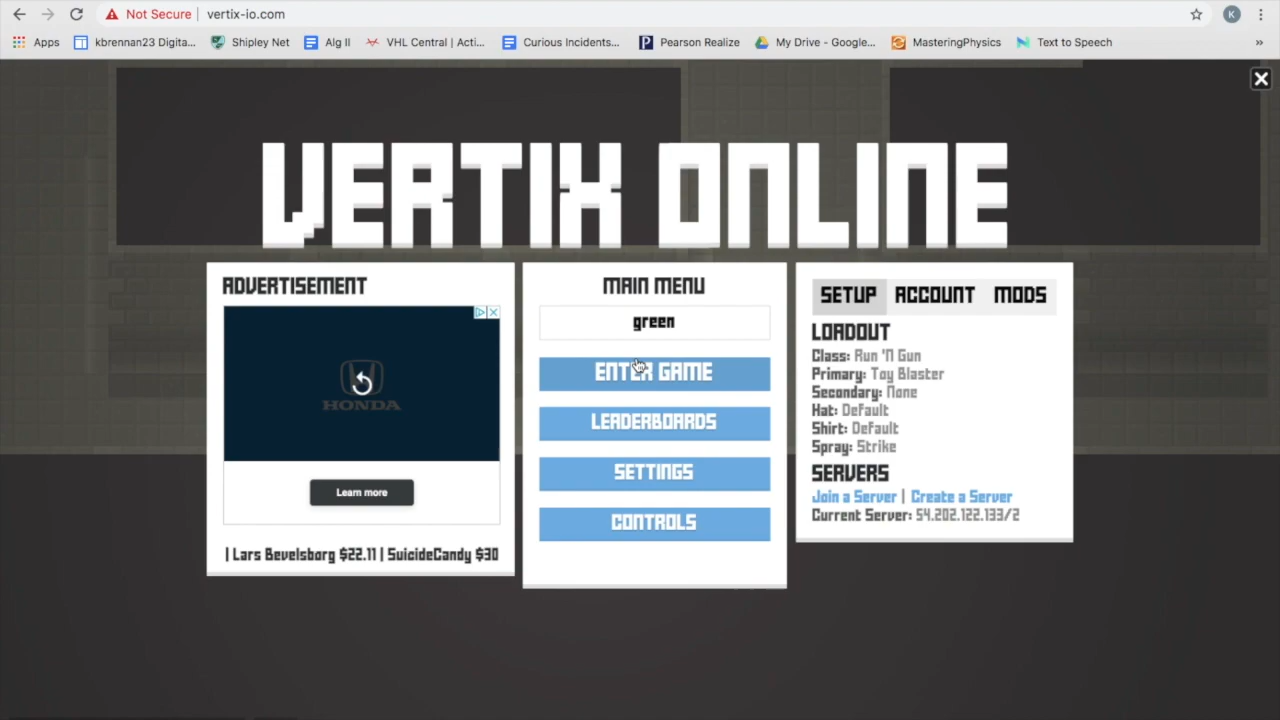 Not Secure | vertix-io.com
K
Apps
kbrennan23 Digita...
Shipley Net
Alg II
VHL Central | Acti...
Curious Incidents...
Pearson Realize
My Drive - Google...
MasteringPhysics
Text to Speech
»
VERTIX ONLINE
ADVERTISEMENT
HONDA
Learn more
| Lars Bevelsborg $22.11 | SuicideCandy $30
MAIN MENU
green
ENTER GAME
LEADERBOARDS
SETTINGS
CONTROLS
SETUP
ACCOUNT
MODS
LOADOUT
Class: Run 'N Gun
Primary: Toy Blaster
Secondary: None
Hat: Default
Shirt: Default
Spray: Strike
SERVERS
Join a Server | Create a Server
Current Server: 54.202.122.133/2